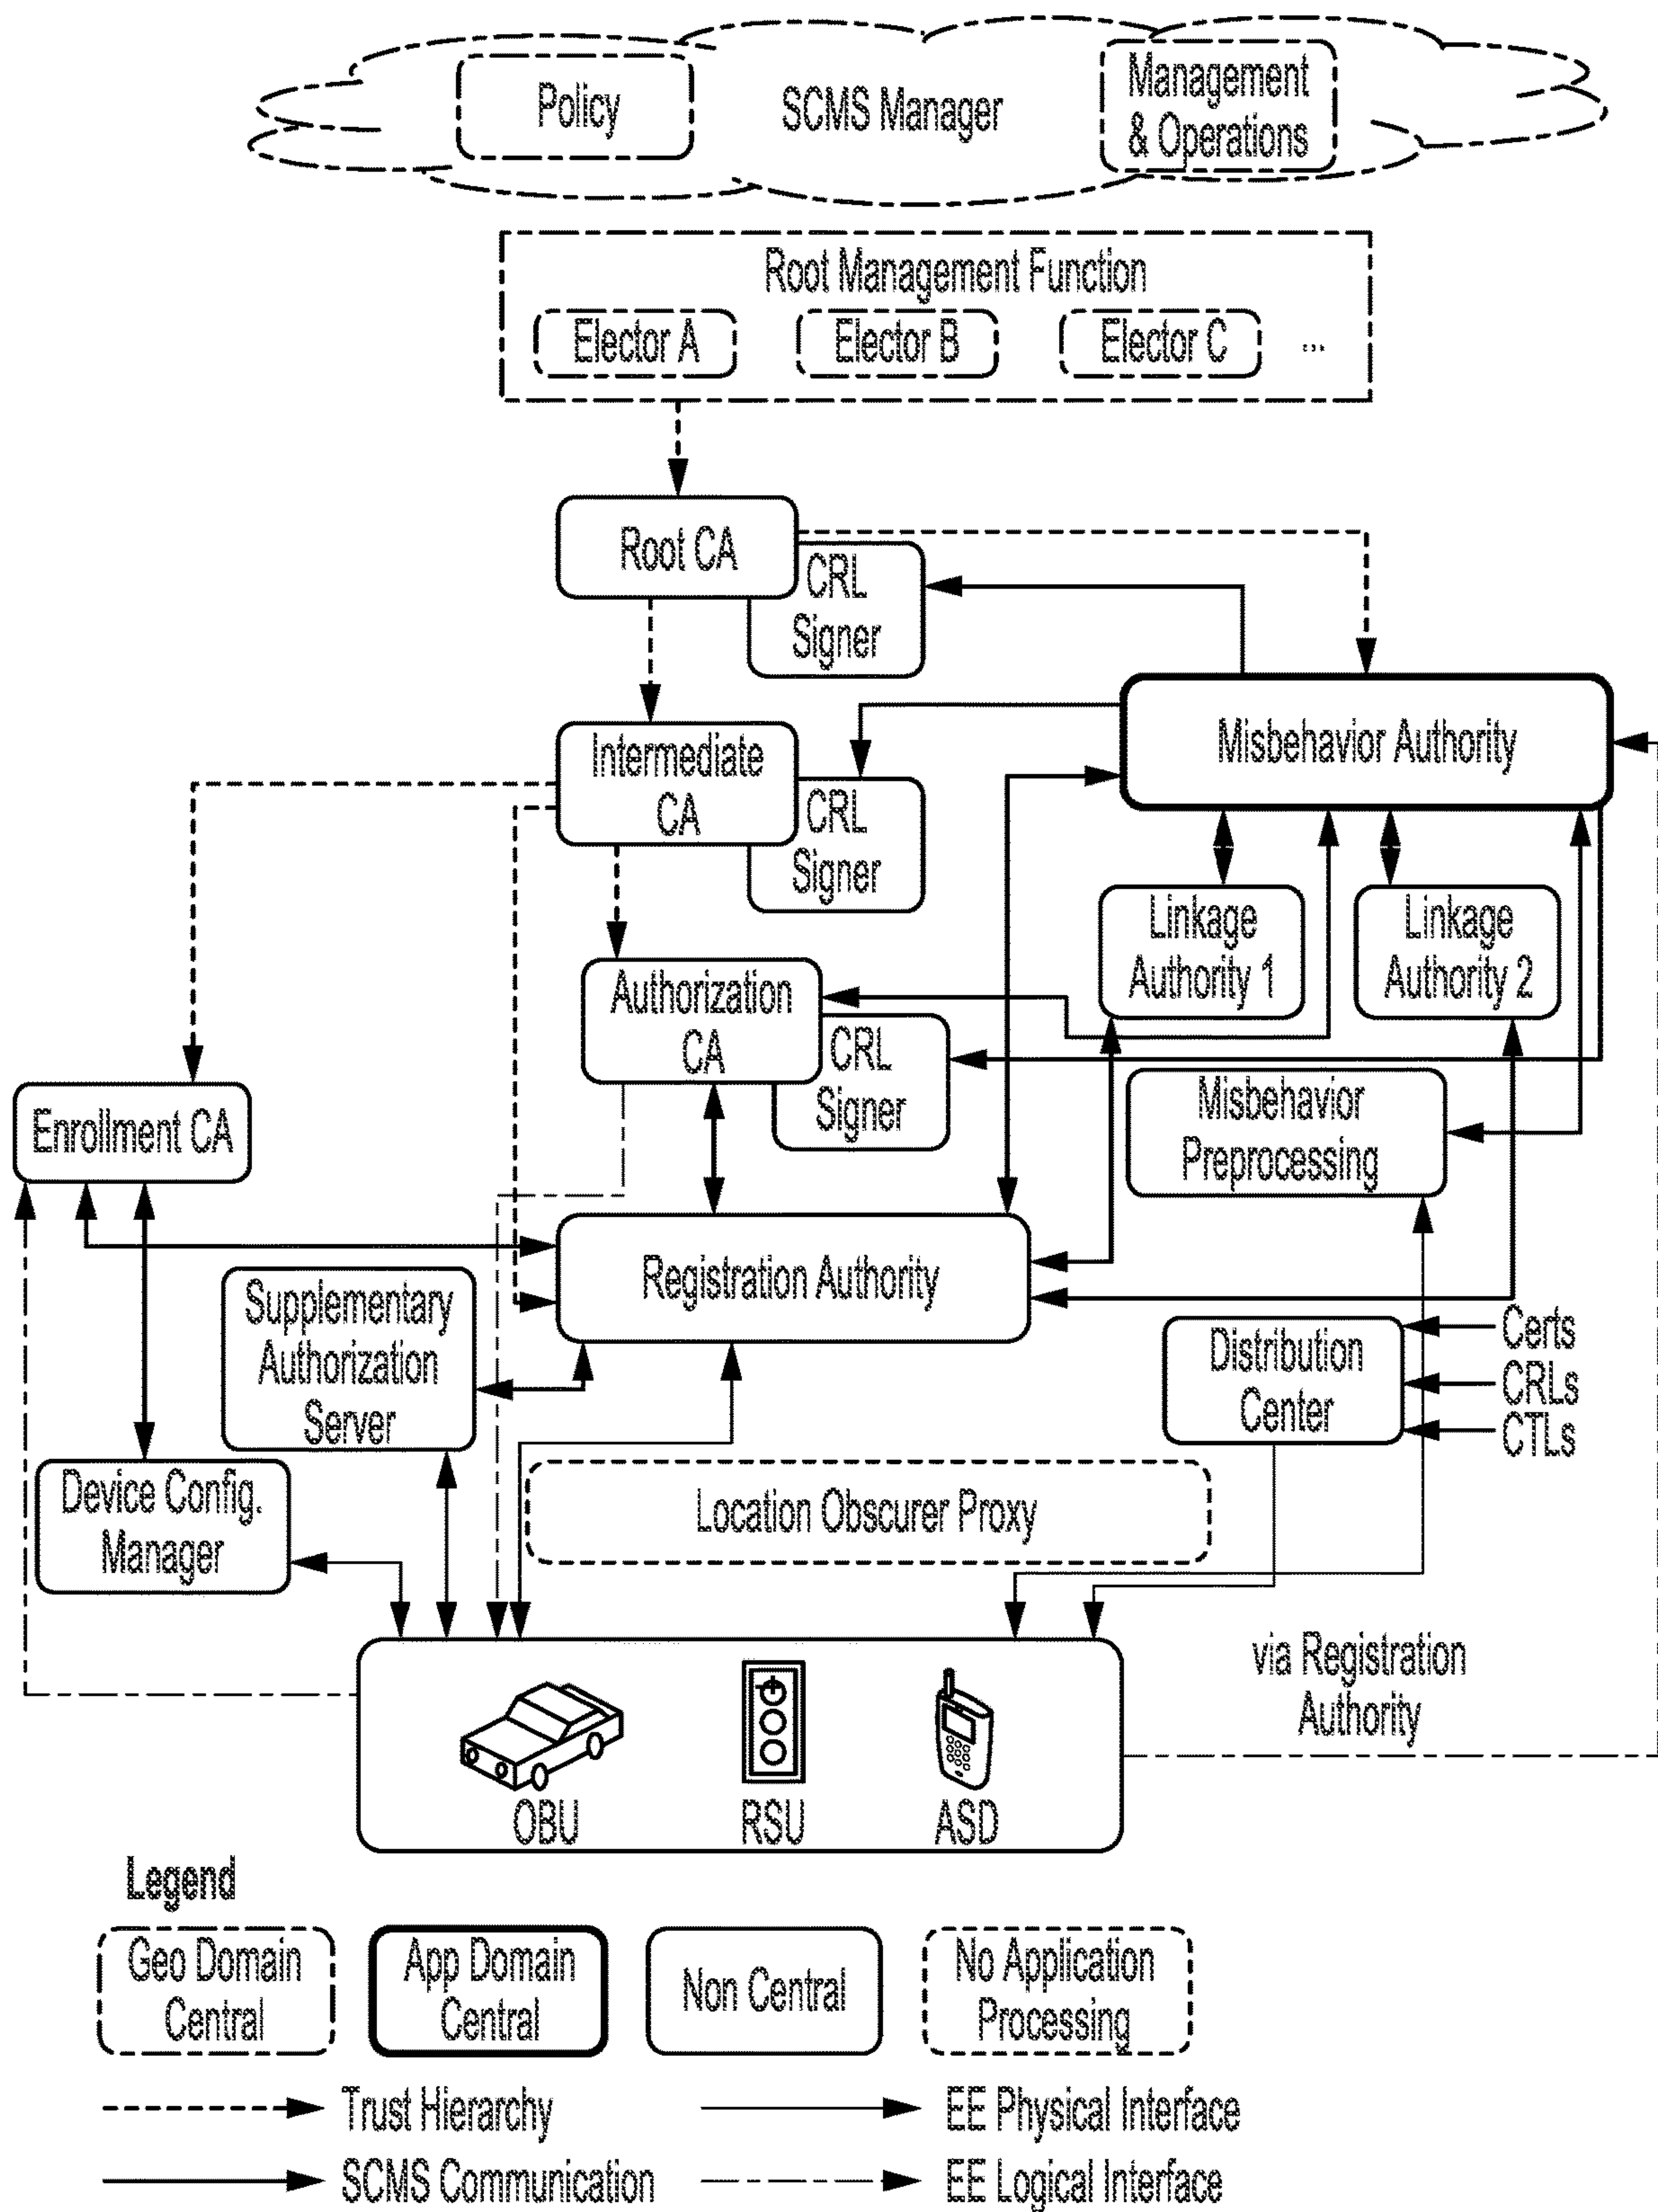 Policy
SCMS Manager
Management
& Operations
Root Management Function
Elector A
Elector B
Elector C
...
Root CA
CRL
Signer
Misbehavior Authority
Intermediate
CA
CRL
Signer
Linkage
Authority 1
Linkage
Authority 2
Authorization
CA
CRL
Signer
Misbehavior
Preprocessing
Enrollment CA
Registration Authority
Supplementary
Authorization
Server
Distribution
Center
Certs
CRLs
CTLs
Device Config.
Manager
Location Obscurer Proxy
via Registration
Authority
OBU
RSU
ASD
Legend
Geo Domain
Central
App Domain
Central
Non Central
No Application
Processing
Trust Hierarchy
EE Physical Interface
SCMS Communication
EE Logical Interface